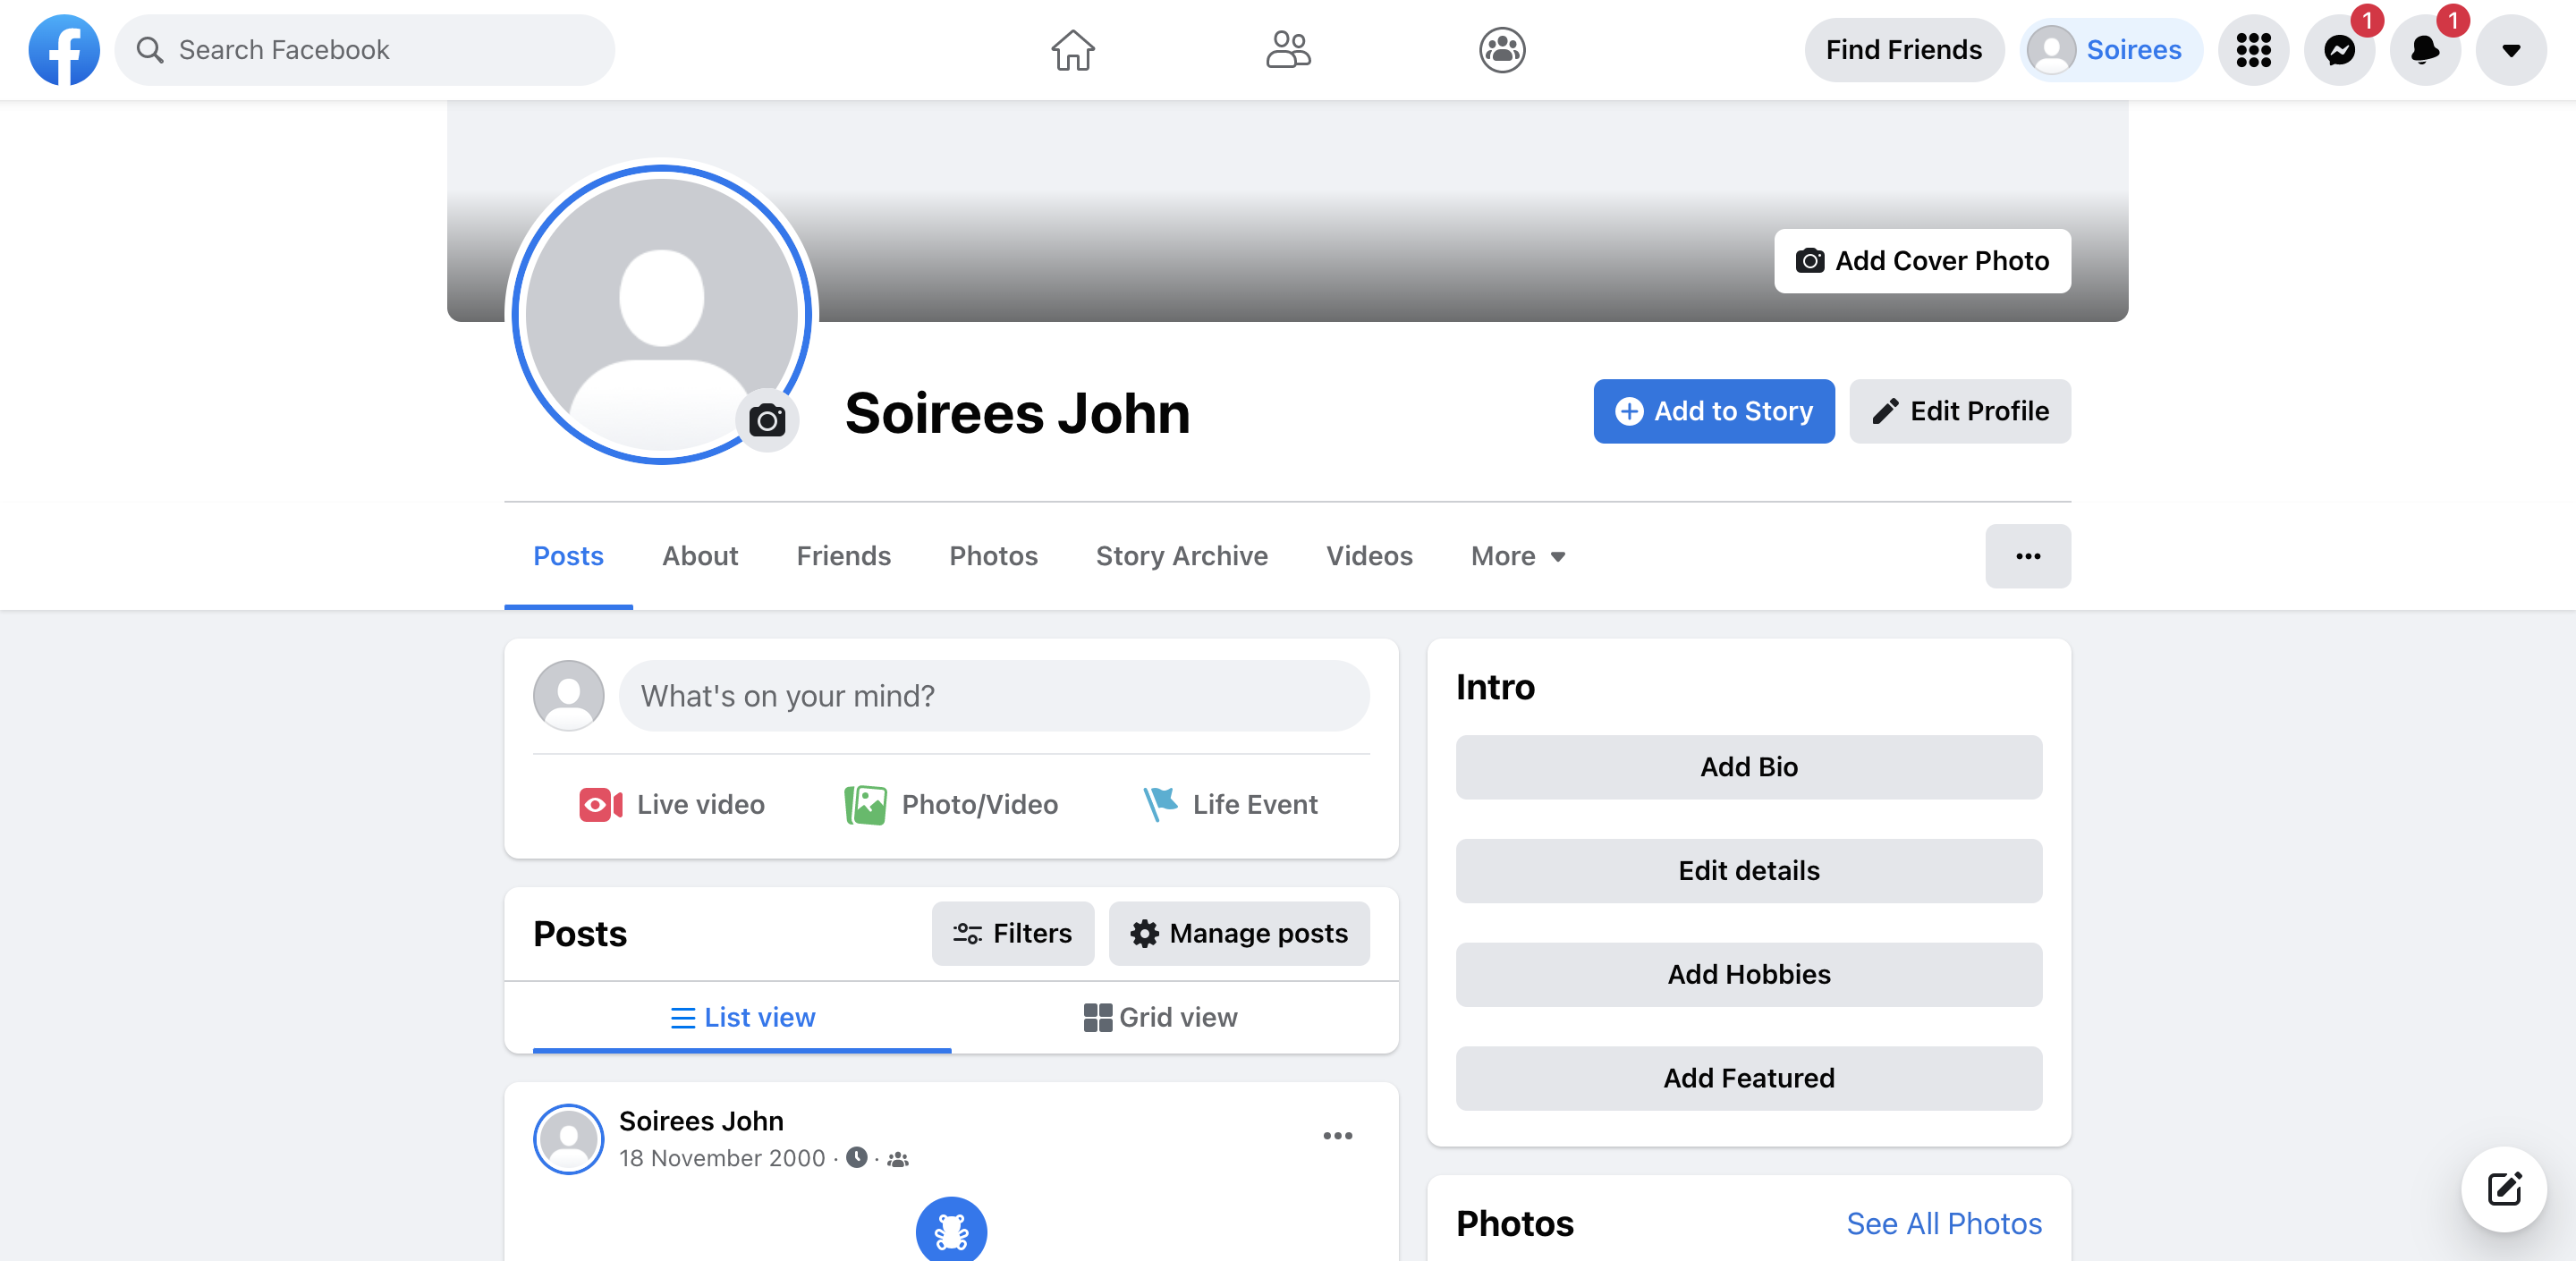 Search Facebook
Find Friends
Soirees
1
1
Add Cover Photo
Soirees John
Add to Story
Edit Profile
Posts
About
Friends
Photos
Story Archive
Videos
More
What's on your mind?
Live video
Photo/Video
Life Event
Posts
Filters
Manage posts
List view
Grid view
Soirees John
18 November 2000 · ·
Intro
Add Bio
Edit details
Add Hobbies
Add Featured
Photos
See All Photos